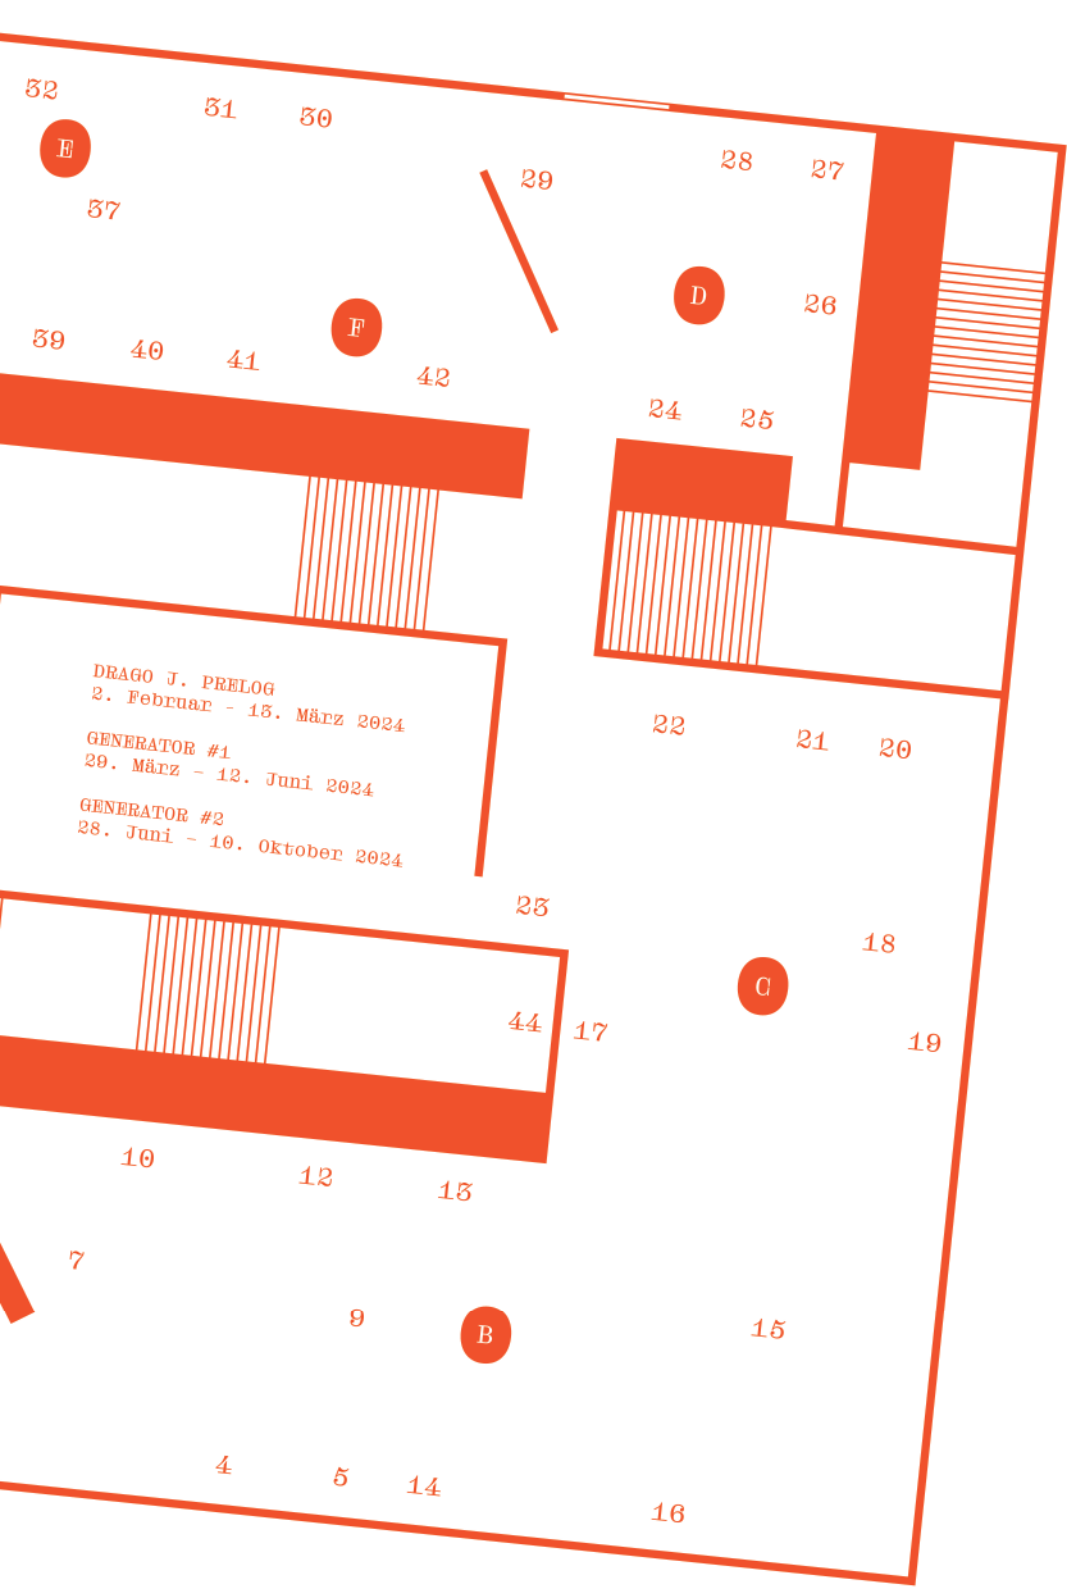 32
31
30
E
29
28
27
37
D
26
F
39
40
41
42
24
25
DRAGO J. PRELOG
2. Februar - 13. März 2024
GENERATOR #1
29. März - 12. Juni 2024
GENERATOR #2
28. Juni - 10. Oktober 2024
22
21
20
23
18
C
44
17
19
10
12
13
7
9
B
15
4
5
14
16